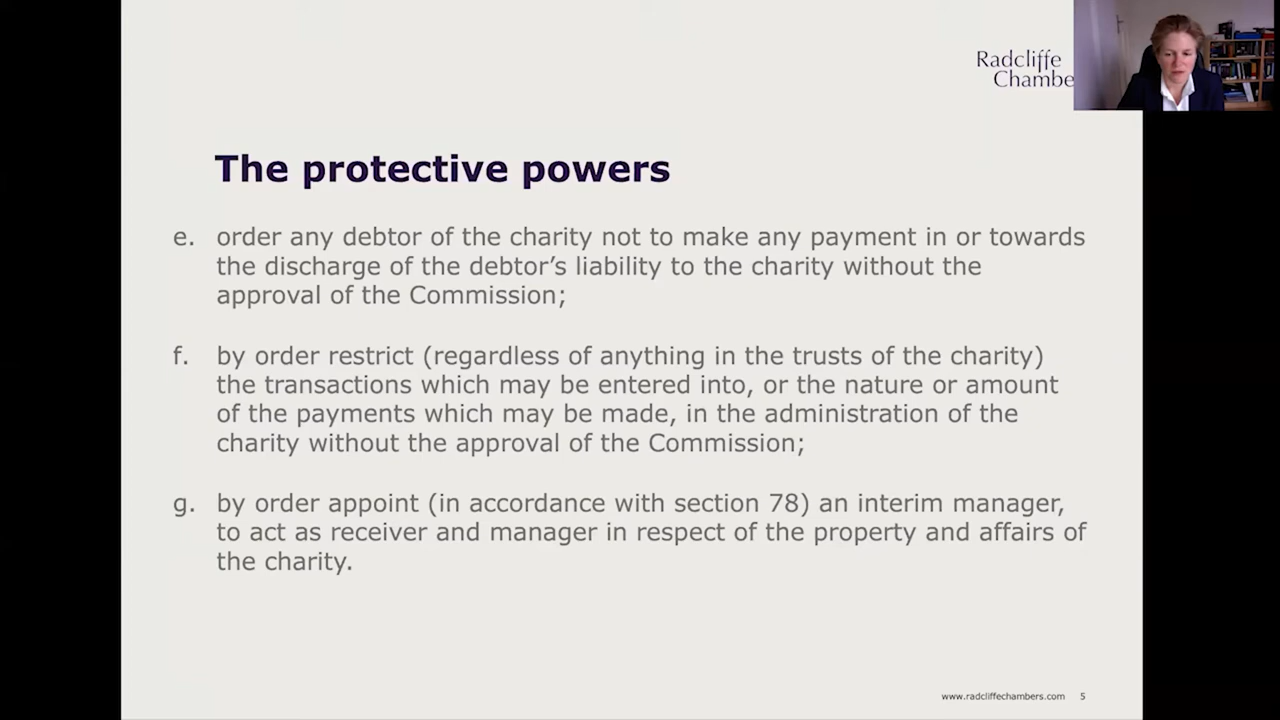 Radcliffe
Chambe
The protective powers
e. order any debtor of the charity not to make any payment in or towards
the discharge of the debtor’s liability to the charity without the
approval of the Commission;
f. by order restrict (regardless of anything in the trusts of the charity)
the transactions which may be entered into, or the nature or amount
of the payments which may be made, in the administration of the
charity without the approval of the Commission;
g. by order appoint (in accordance with section 78) an interim manager,
to act as receiver and manager in respect of the property and affairs of
the charity.
www.radcliffechambers.com 5